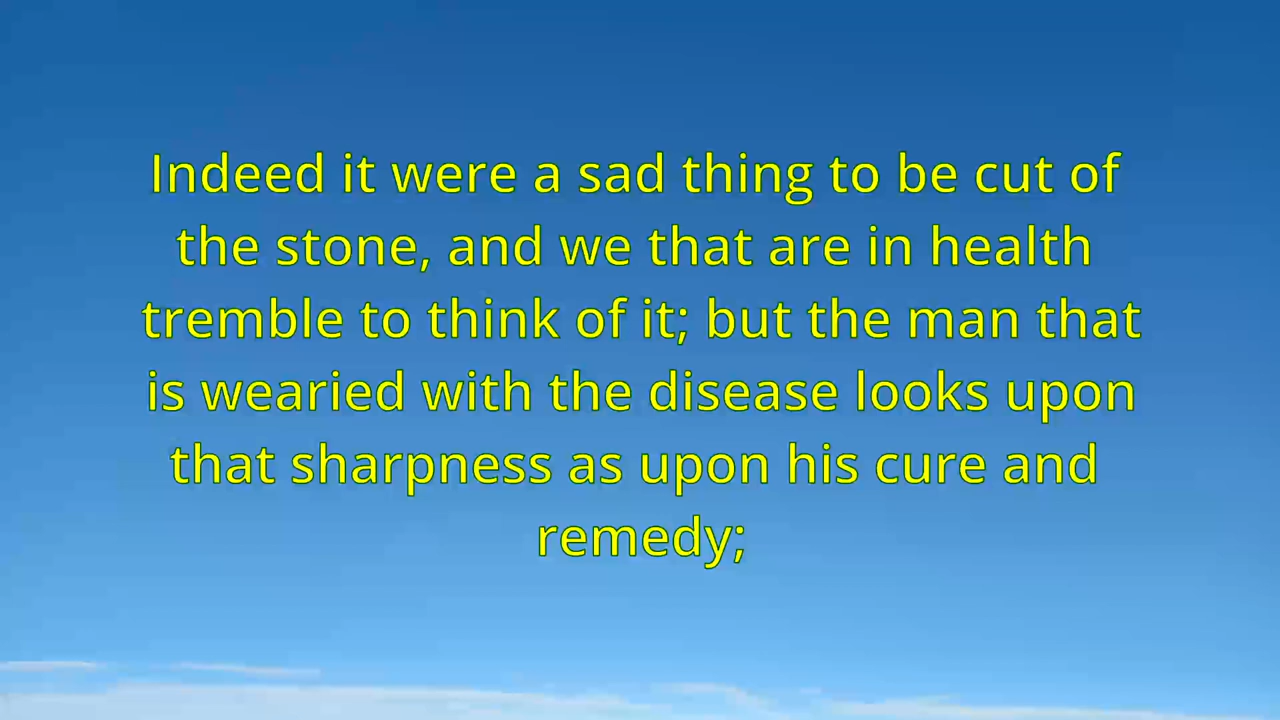 Indeed it were a sad thing to be cut of
the stone, and we that are in health
tremble to think of it; but the man that
is wearied with the disease looks upon
that sharpness as upon his cure and
remedy;